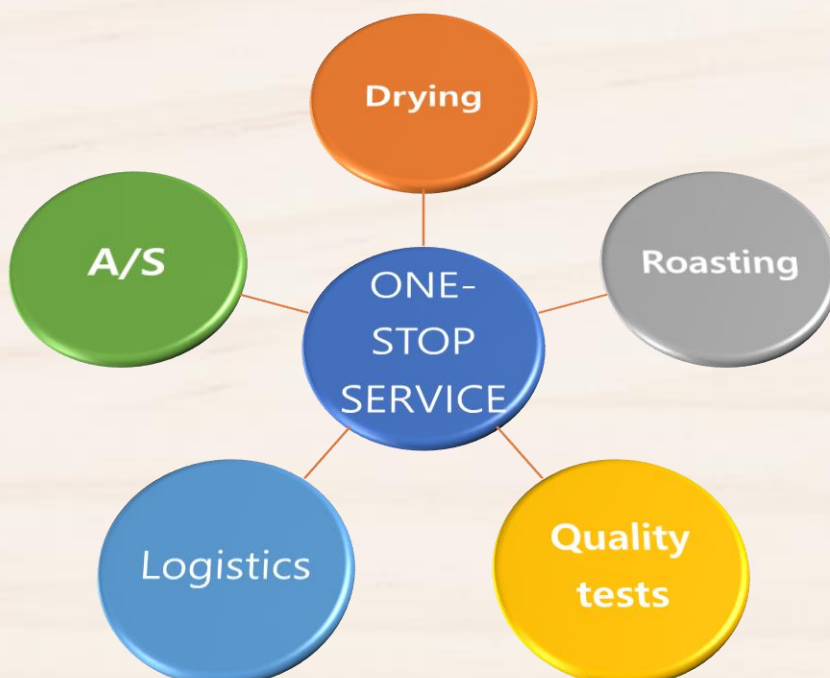 Drying
A/S
Roasting
ONE-
STOP
SERVICE
Logistics
Quality
tests